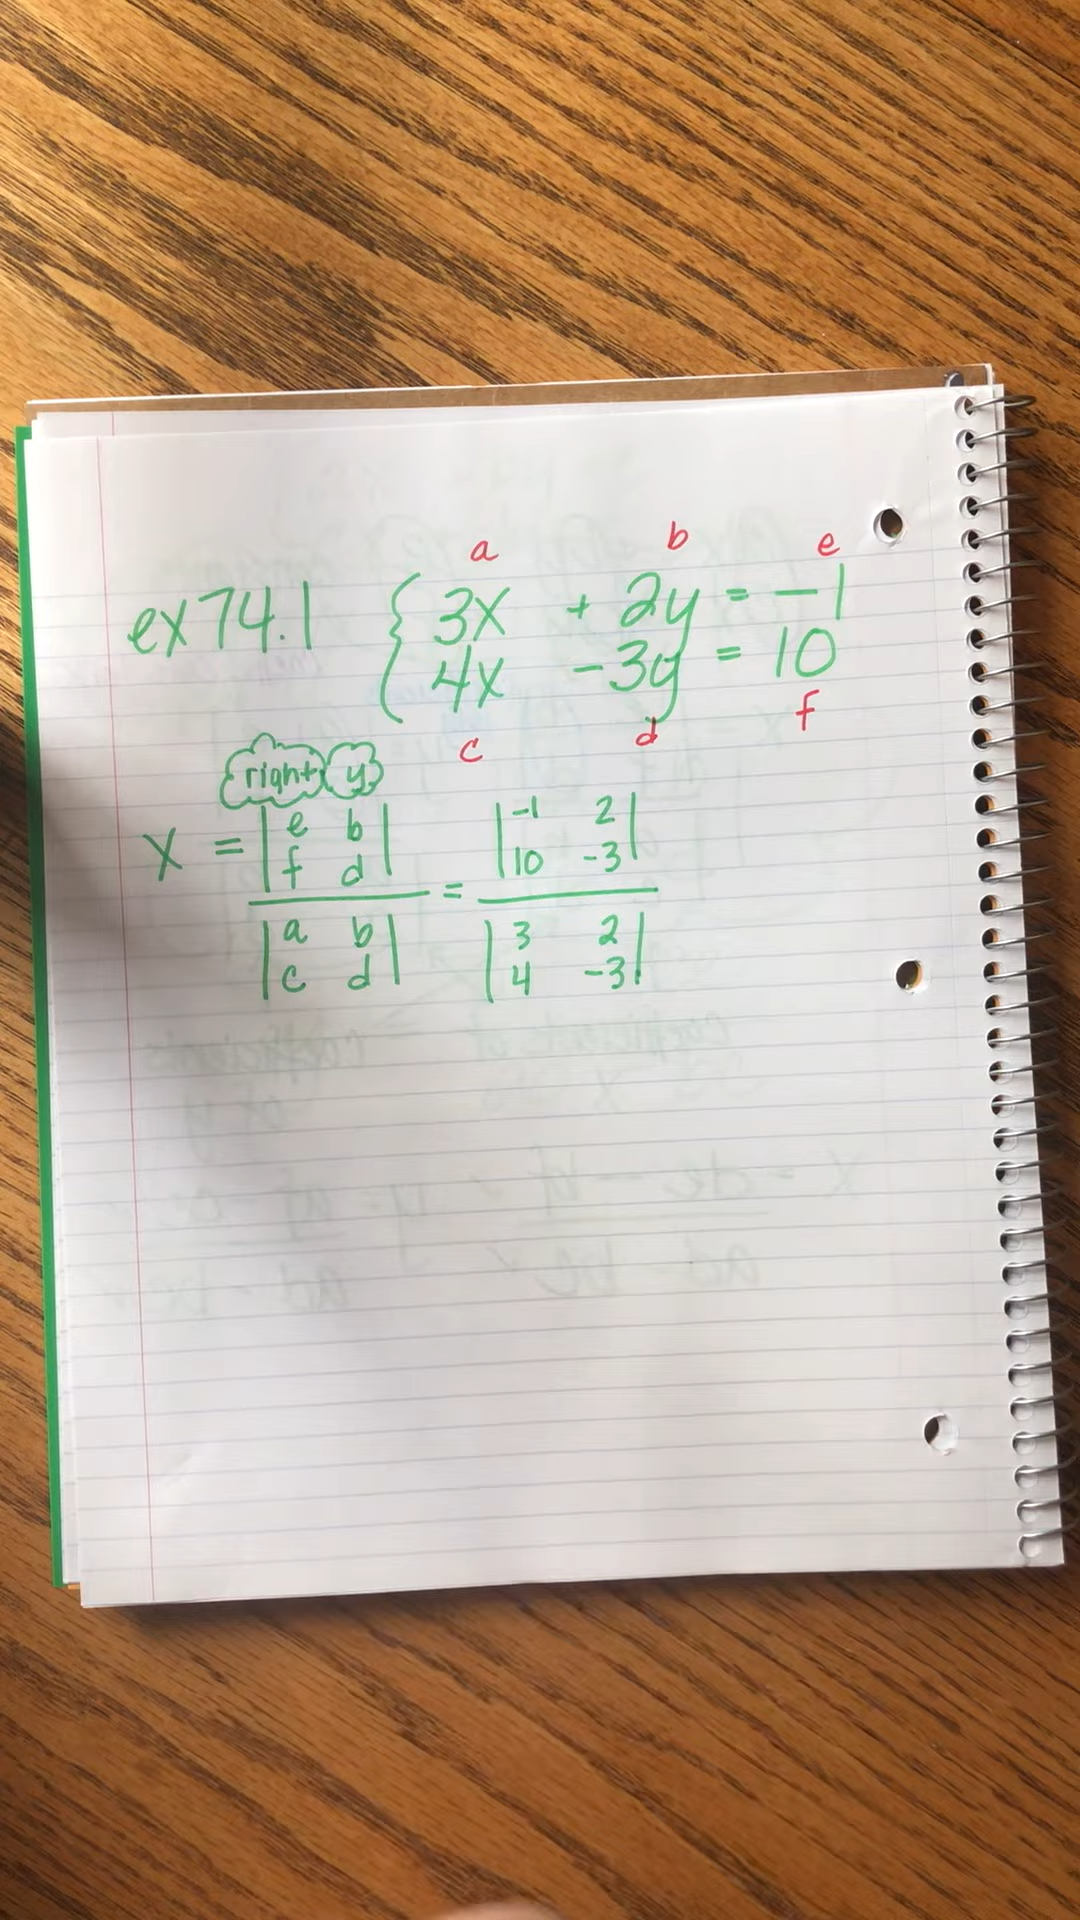 a b e
ex 74.1 { 3x + 2y = -1
4x - 3y = 10
c d f
right y
x = |e b| |-1 2|
|f d| = |10 -3|
|a b| |3 2|
|c d| |4 -3|